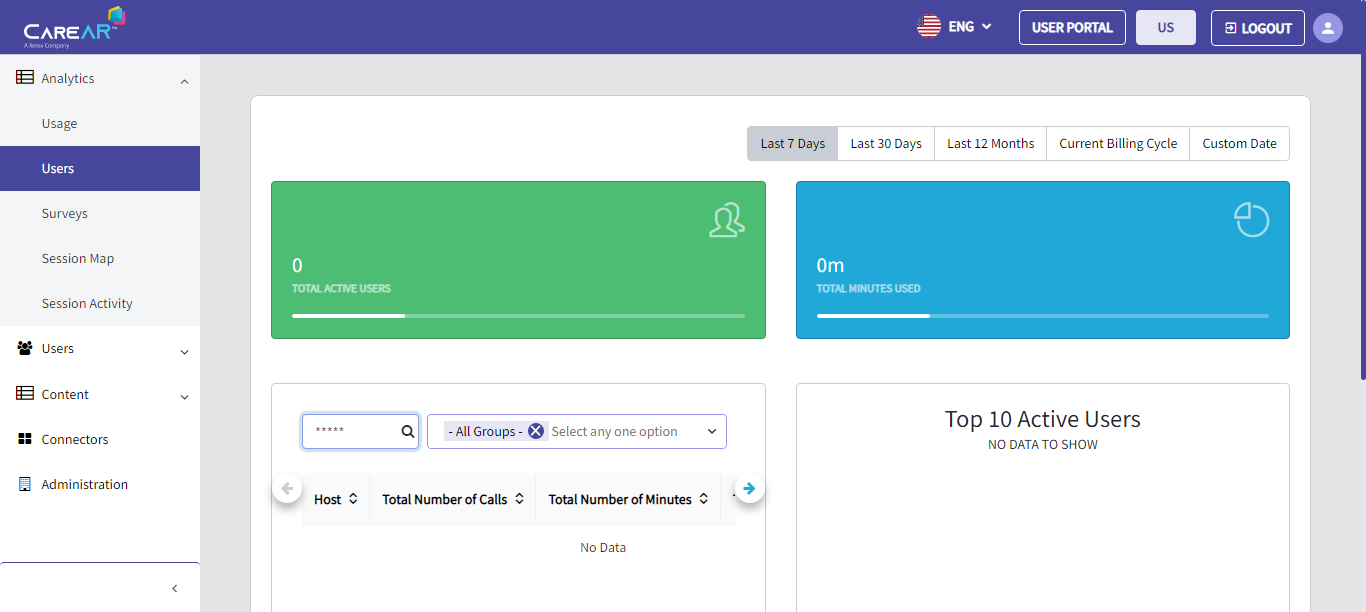 CAREAR™
A Xerox Company
ENG
USER PORTAL
US
LOGOUT
Analytics
Usage
Users
Surveys
Session Map
Session Activity
Users
Content
Connectors
Administration
Last 7 Days
Last 30 Days
Last 12 Months
Current Billing Cycle
Custom Date
0
TOTAL ACTIVE USERS
0m
TOTAL MINUTES USED
*****
- All Groups -
Select any one option
Host
Total Number of Calls
Total Number of Minutes
No Data
Top 10 Active Users
NO DATA TO SHOW